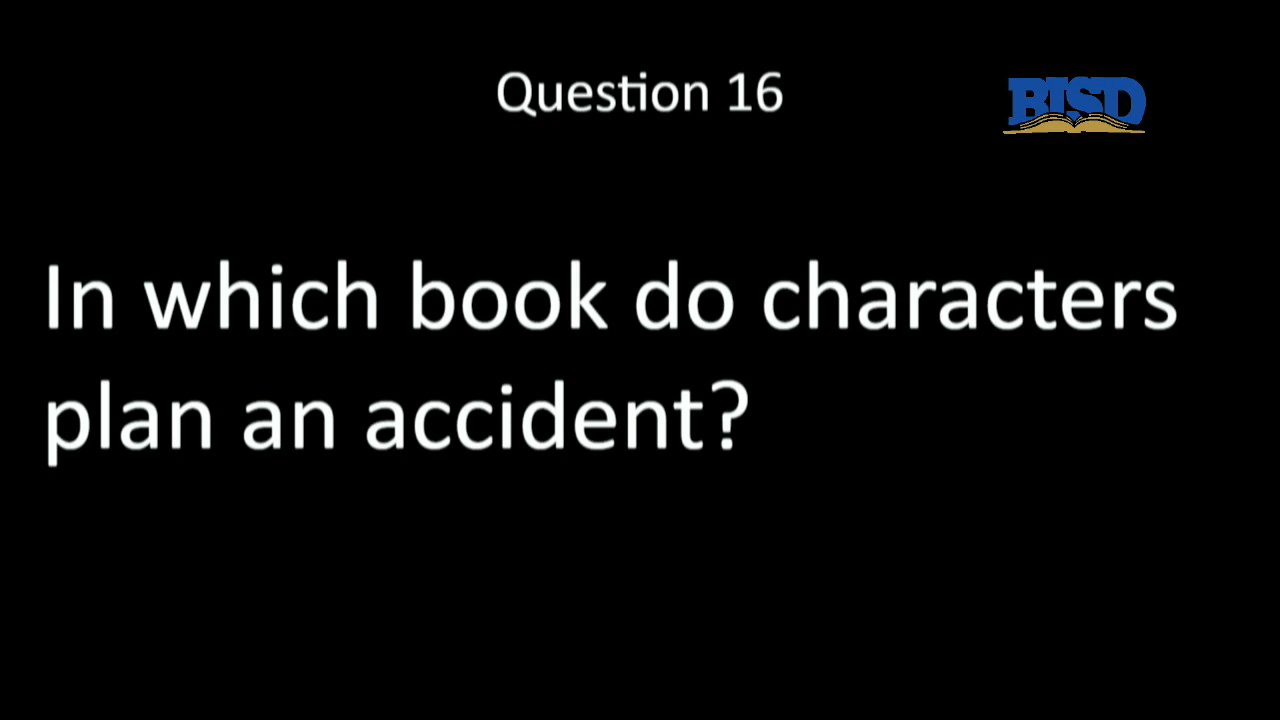 Question 16
BISD
In which book do characters
plan an accident?